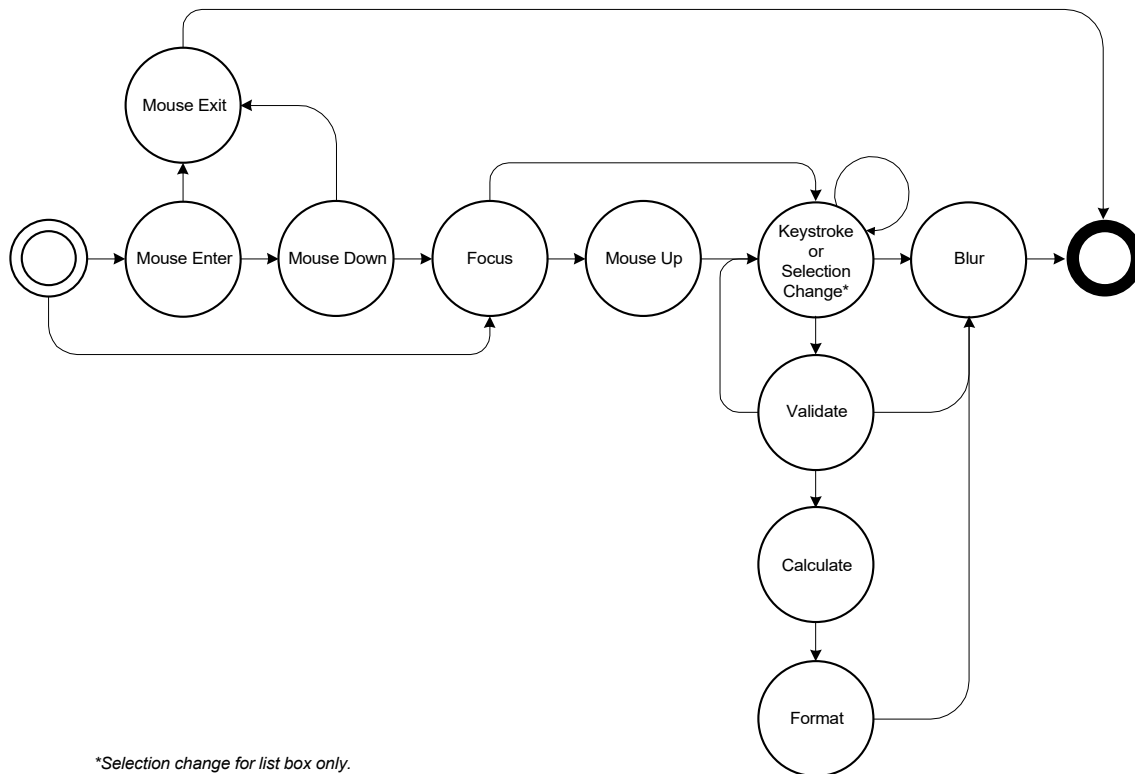 Mouse Exit
Mouse Enter
Mouse Down
Focus
Mouse Up
Keystroke
or
Selection
Change*
Blur
Validate
Calculate
Format
*Selection change for list box only.